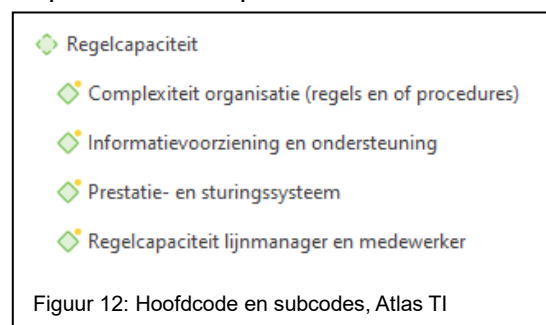 Regelcapaciteit
Complexiteit organisatie (regels en of procedures)
Informatievoorziening en ondersteuning
Prestatie- en sturingssysteem
Regelcapaciteit lijnmanager en medewerker
Figuur 12: Hoofdcode en subcodes, Atlas TI